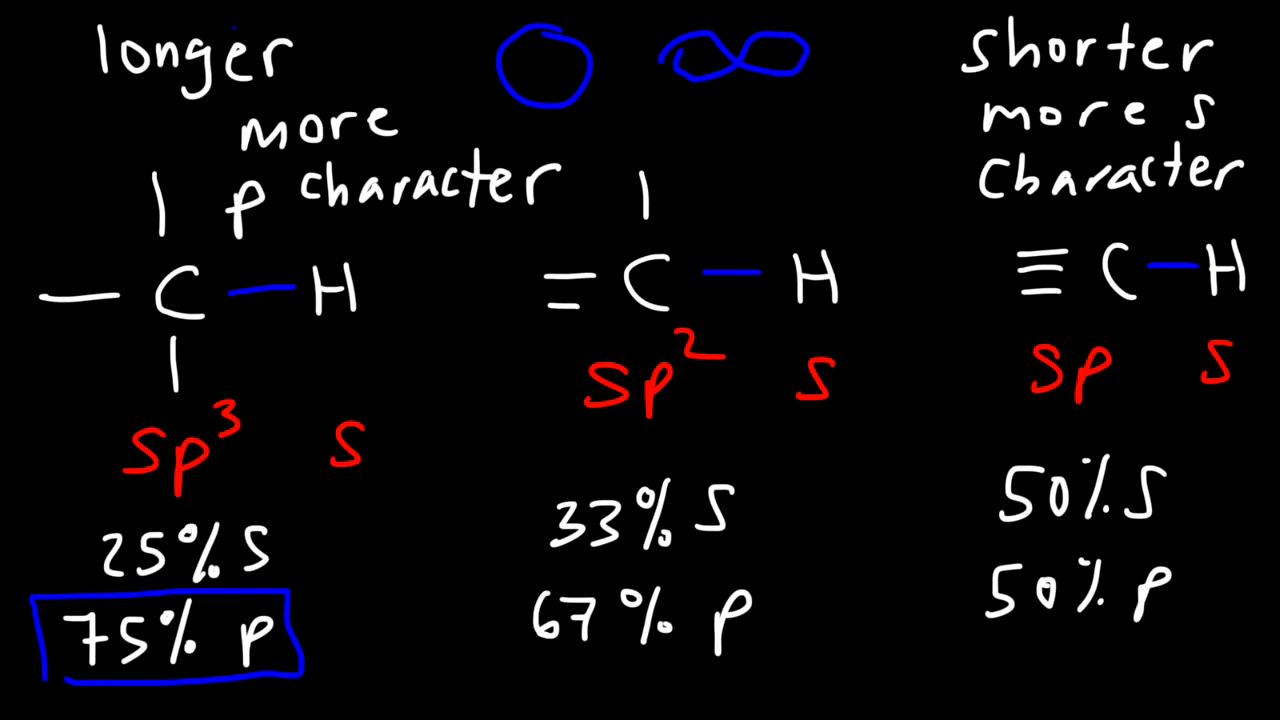 longer
more
p character
shorter
more s
character
C H
sp³ s
25% s
75% p
= C H
sp² s
33% s
67% p
≡ C H
sp s
50% s
50% p